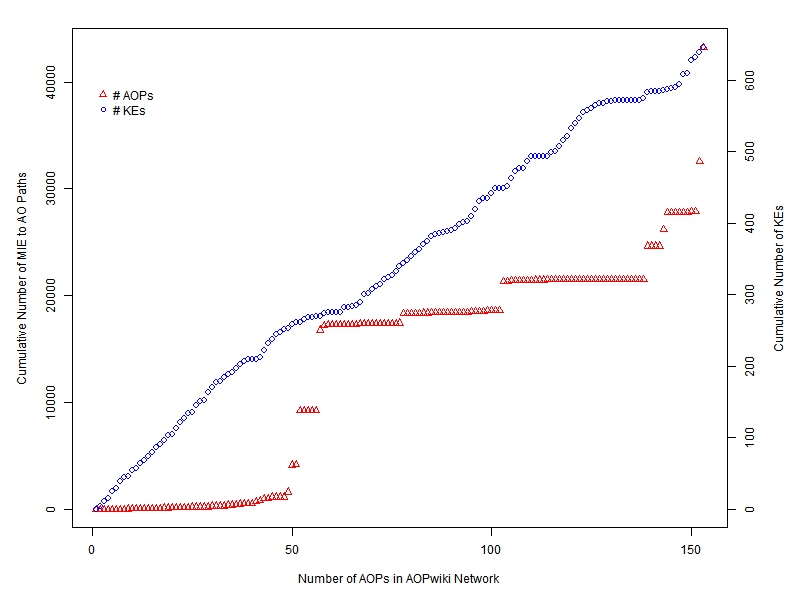 # AOPs
# KEs
40000
30000
20000
10000
0
Cumulative Number of MIE to AO Paths
600
500
400
300
200
100
0
Cumulative Number of KEs
0 50 100 150
Number of AOPs in AOPwiki Network